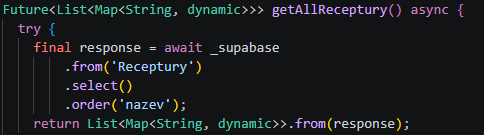 Future<List<Map<String, dynamic>>> getAllReceptury() async {
  try {
    final response = await _supabase
        .from('Receptury')
        .select()
        .order('nazev');
    return List<Map<String, dynamic>>.from(response);